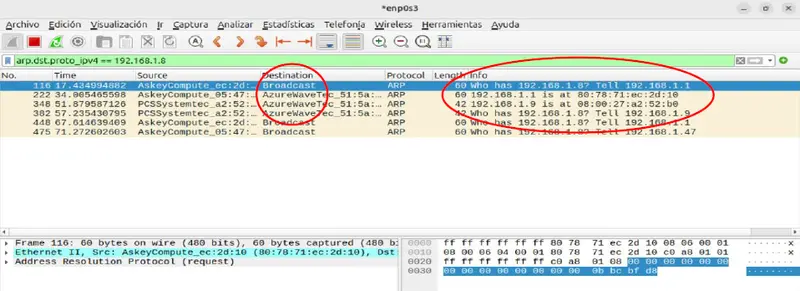 *enp0s3
Archivo Edición Visualización Ir Captura Analizar Estadísticas Telefonía Wireless Herramientas Ayuda
arp.dst.proto_ipv4 == 192.168.1.8
No. Time Source Destination Protocol Length Info
116 17.434994882 AskeyCompute_ec:2d:… Broadcast ARP 60 Who has 192.168.1.8? Tell 192.168.1.1
222 34.005465598 AskeyCompute_05:47:… AzureWaveTec_51:5a:… ARP 60 192.168.1.1 is at 80:78:71:ec:2d:10
348 51.879587126 PCSSystemtec_a2:52:… AzureWaveTec_51:5a:… ARP 42 192.168.1.9 is at 08:00:27:a2:52:b0
382 57.235430795 PCSSystemtec_a2:52:… AzureWaveTec_51:5a:… ARP 42 Who has 192.168.1.8? Tell 192.168.1.9
448 67.614639469 AskeyCompute_ec:2d:… Broadcast ARP 60 Who has 192.168.1.8? Tell 192.168.1.1
475 71.272602603 AskeyCompute_05:47:… Broadcast ARP 60 Who has 192.168.1.8? Tell 192.168.1.47
Frame 116: 60 bytes on wire (480 bits), 60 bytes captured (480 bi
Ethernet II, Src: AskeyCompute_ec:2d:10 (80:78:71:ec:2d:10), Dst
Address Resolution Protocol (request)
0000 ff ff ff ff ff ff 80 78 71 ec 2d 10 08 06 00 01 ·······x
0010 08 00 06 04 00 01 80 78 71 ec 2d 10 c0 a8 01 01 ·······x
0020 ff ff ff ff ff ff c0 a8 01 08 00 00 00 00 00 00
0030 00 00 00 00 00 00 00 00 0b bc bf d8